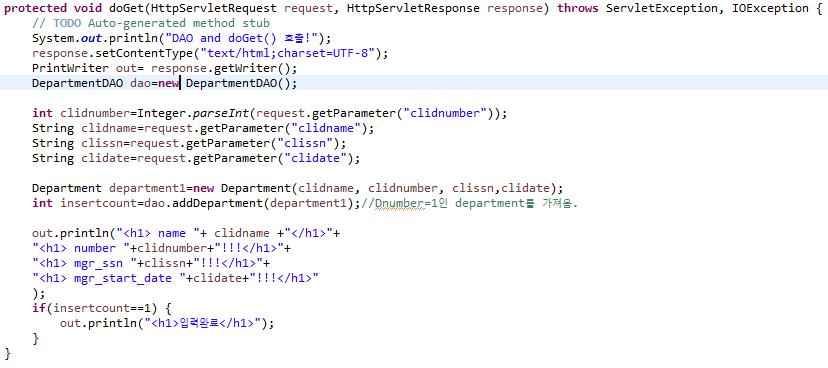 protected void doGet(HttpServletRequest request, HttpServletResponse response) throws ServletException, IOException {
// TODO Auto-generated method stub
System.out.println("DAO and doGet() 호출!");
response.setContentType("text/html;charset=UTF-8");
PrintWriter out= response.getWriter();
DepartmentDAO dao=new DepartmentDAO();
int clidnumber=Integer.parseInt(request.getParameter("clidnumber"));
String clidname=request.getParameter("clidname");
String clissn=request.getParameter("clissn");
String clidate=request.getParameter("clidate");
Department department1=new Department(clidname, clidnumber, clissn,clidate);
int insertcount=dao.addDepartment(department1);//Dnumber=1인 department를 가져옴.
out.println("<h1> name "+ clidname +"</h1>"+
"<h1> number "+clidnumber+"!!!</h1>"+
"<h1> mgr_ssn "+clissn+"!!!</h1>"+
"<h1> mgr_start_date "+clidate+"!!!</h1>"
);
if(insertcount==1) {
out.println("<h1>입력완료</h1>");
}
}